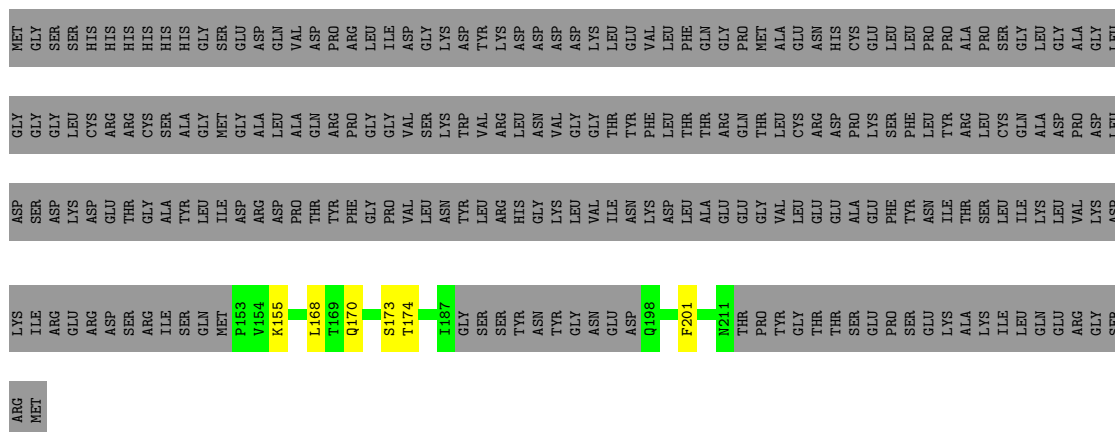 MET GLY SER SER HIS HIS HIS HIS HIS HIS GLY SER GLU ASP GLN VAL ASP PRO ARG LEU ILE ASP GLY LYS ASP TYR LYS ASP ASP ASP ASP LYS LEU GLU VAL LEU PHE GLN GLY PRO MET ALA GLU ASN HIS CYS GLU LEU LEU PRO PRO ALA PRO SER GLY LEU GLY ALA GLY LEU
GLY GLY GLY LEU CYS ARG ARG CYS SER ALA GLY MET GLY ALA LEU ALA GLN ARG PRO GLY GLY VAL SER LYS TRP VAL ARG LEU ASN VAL GLY GLY THR TYR PHE LEU THR THR ARG GLN THR LEU CYS ARG ASP PRO LYS SER PHE LEU TYR ARG LEU CYS GLN ALA ASP PRO ASP LEU
ASP SER ASP LYS ASP GLU THR GLY ALA TYR LEU ILE ASP ARG ASP PRO THR TYR PHE GLY PRO VAL LEU ASN TYR LEU ARG HIS GLY LYS LEU VAL ILE ASN LYS ASP LEU ALA GLU GLU GLY VAL LEU GLU GLU ALA GLU PHE TYR ASN ILE THR SER LEU ILE LYS LEU VAL LYS ASP
LYS ILE ARG GLU ARG ASP SER ARG ILE SER GLN MET P153 V154 K155 L168 T169 Q170 S173 T174 I187 GLY SER SER TYR ASN TYR GLY ASN GLU ASP Q198 F201 N211 THR PRO TYR GLY THR THR SER GLU PRO SER GLU LYS ALA LYS ILE LEU GLN GLU ARG GLY SER
ARG MET